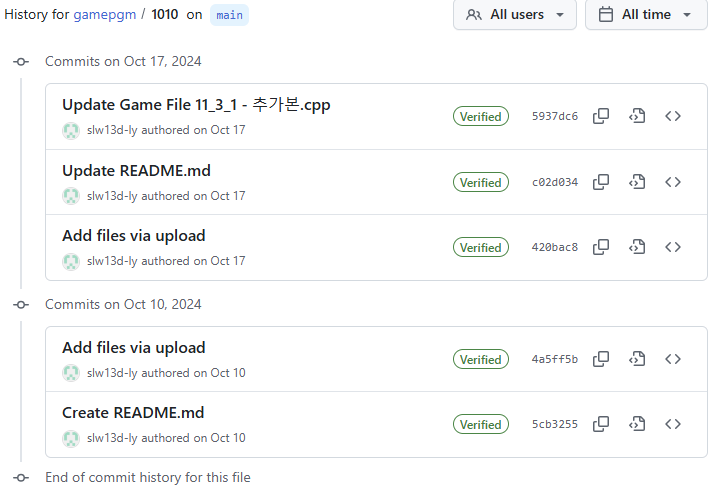 History for gamepgm / 1010 on main
All users
All time
Commits on Oct 17, 2024
Update Game File 11_3_1 - 추가본.cpp
slw13d-ly authored on Oct 17
Verified
5937dc6
Update README.md
slw13d-ly authored on Oct 17
Verified
c02d034
Add files via upload
slw13d-ly authored on Oct 17
Verified
420bac8
Commits on Oct 10, 2024
Add files via upload
slw13d-ly authored on Oct 10
Verified
4a5ff5b
Create README.md
slw13d-ly authored on Oct 10
Verified
5cb3255
End of commit history for this file